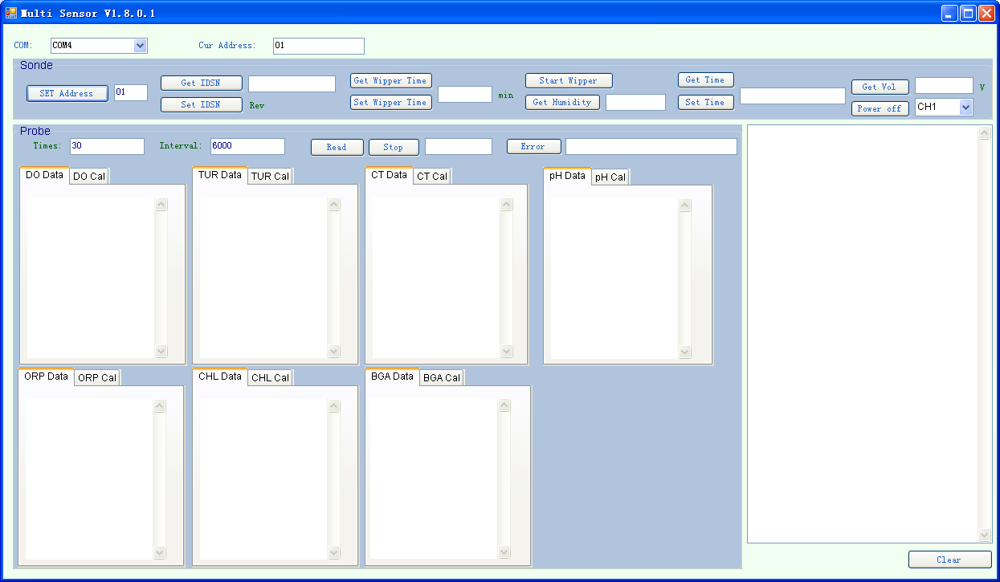 Multi Sensor V1.8.0.1
COM: COM4 Cur Address: 01
Sonde
SET Address 01 Get IDSN Get Wipper Time Start Wipper Get Time Get Vol V
Set IDSN Rev Set Wipper Time min Get Humidity Set Time Power off CH1
Probe
Times: 30 Interval: 6000 Read Stop Error
DO Data DO Cal TUR Data TUR Cal CT Data CT Cal pH Data pH Cal
ORP Data ORP Cal CHL Data CHL Cal BGA Data BGA Cal
Clear